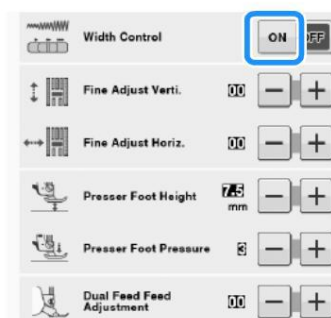 Width Control ON OFF
Fine Adjust Verti. 00 − +
Fine Adjust Horiz. 00 − +
Presser Foot Height 7.5 mm − +
Presser Foot Pressure 3 − +
Dual Feed Feed
Adjustment 00 − +